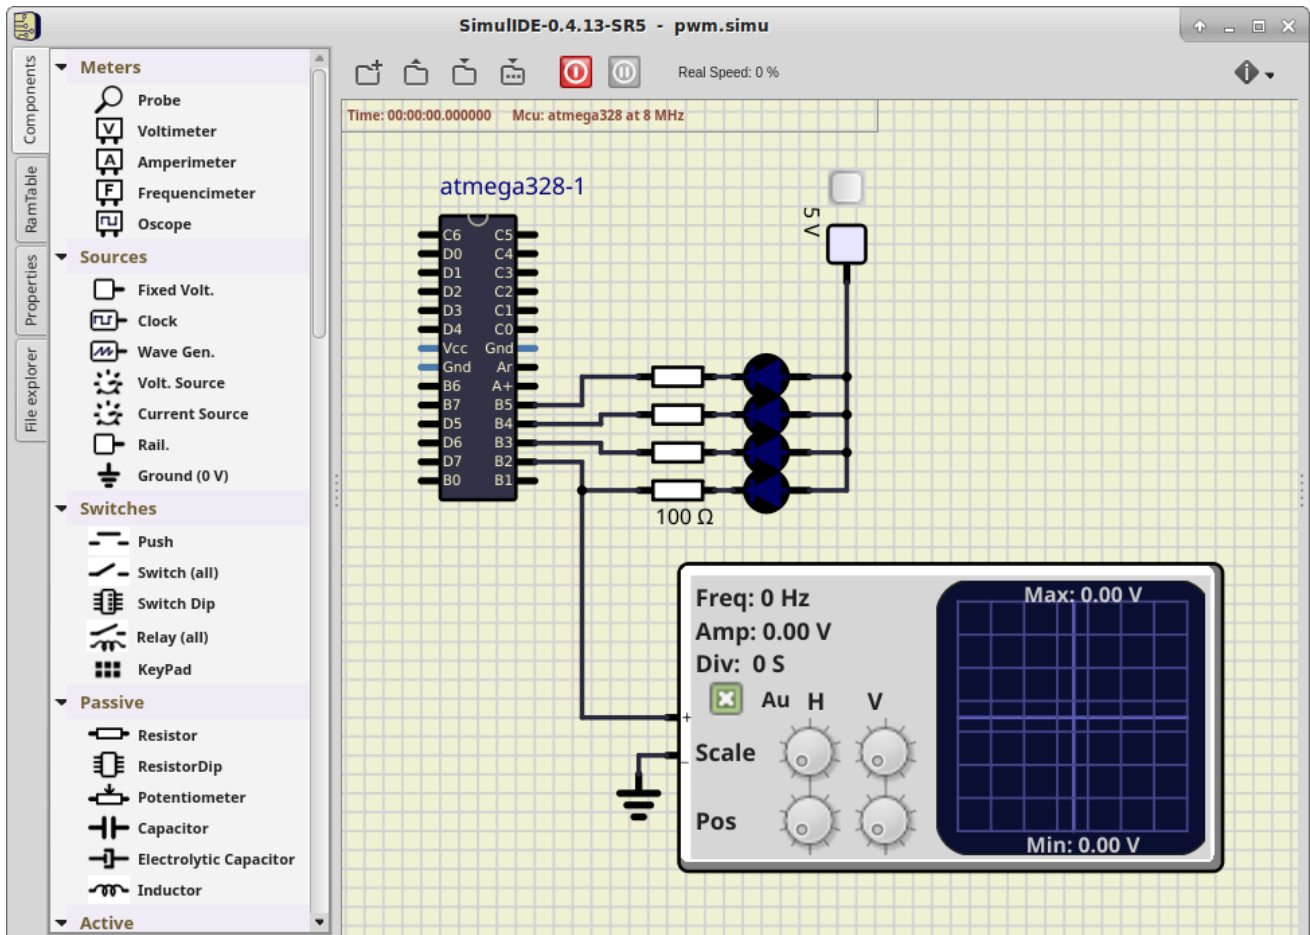 SimulIDE-0.4.13-SR5 - pwm.simu
Components
RamTable
Properties
File explorer
Meters
Probe
Voltimeter
Amperimeter
Frequencimeter
Oscope
Sources
Fixed Volt.
Clock
Wave Gen.
Volt. Source
Current Source
Rail.
Ground (0 V)
Switches
Push
Switch (all)
Switch Dip
Relay (all)
KeyPad
Passive
Resistor
ResistorDip
Potentiometer
Capacitor
Electrolytic Capacitor
Inductor
Active
Real Speed: 0 %
Time: 00:00:00.000000 Mcu: atmega328 at 8 MHz
atmega328-1
5 V
C6 C5
D0 C4
D1 C3
D2 C2
D3 C1
D4 C0
Vcc Gnd
Gnd Ar
B6 A+
B7 B5
D5 B4
D6 B3
D7 B2
B0 B1
100 Ω
Freq: 0 Hz
Amp: 0.00 V
Div: 0 S
Au H V
+
-
Scale
Pos
Max: 0.00 V
Min: 0.00 V